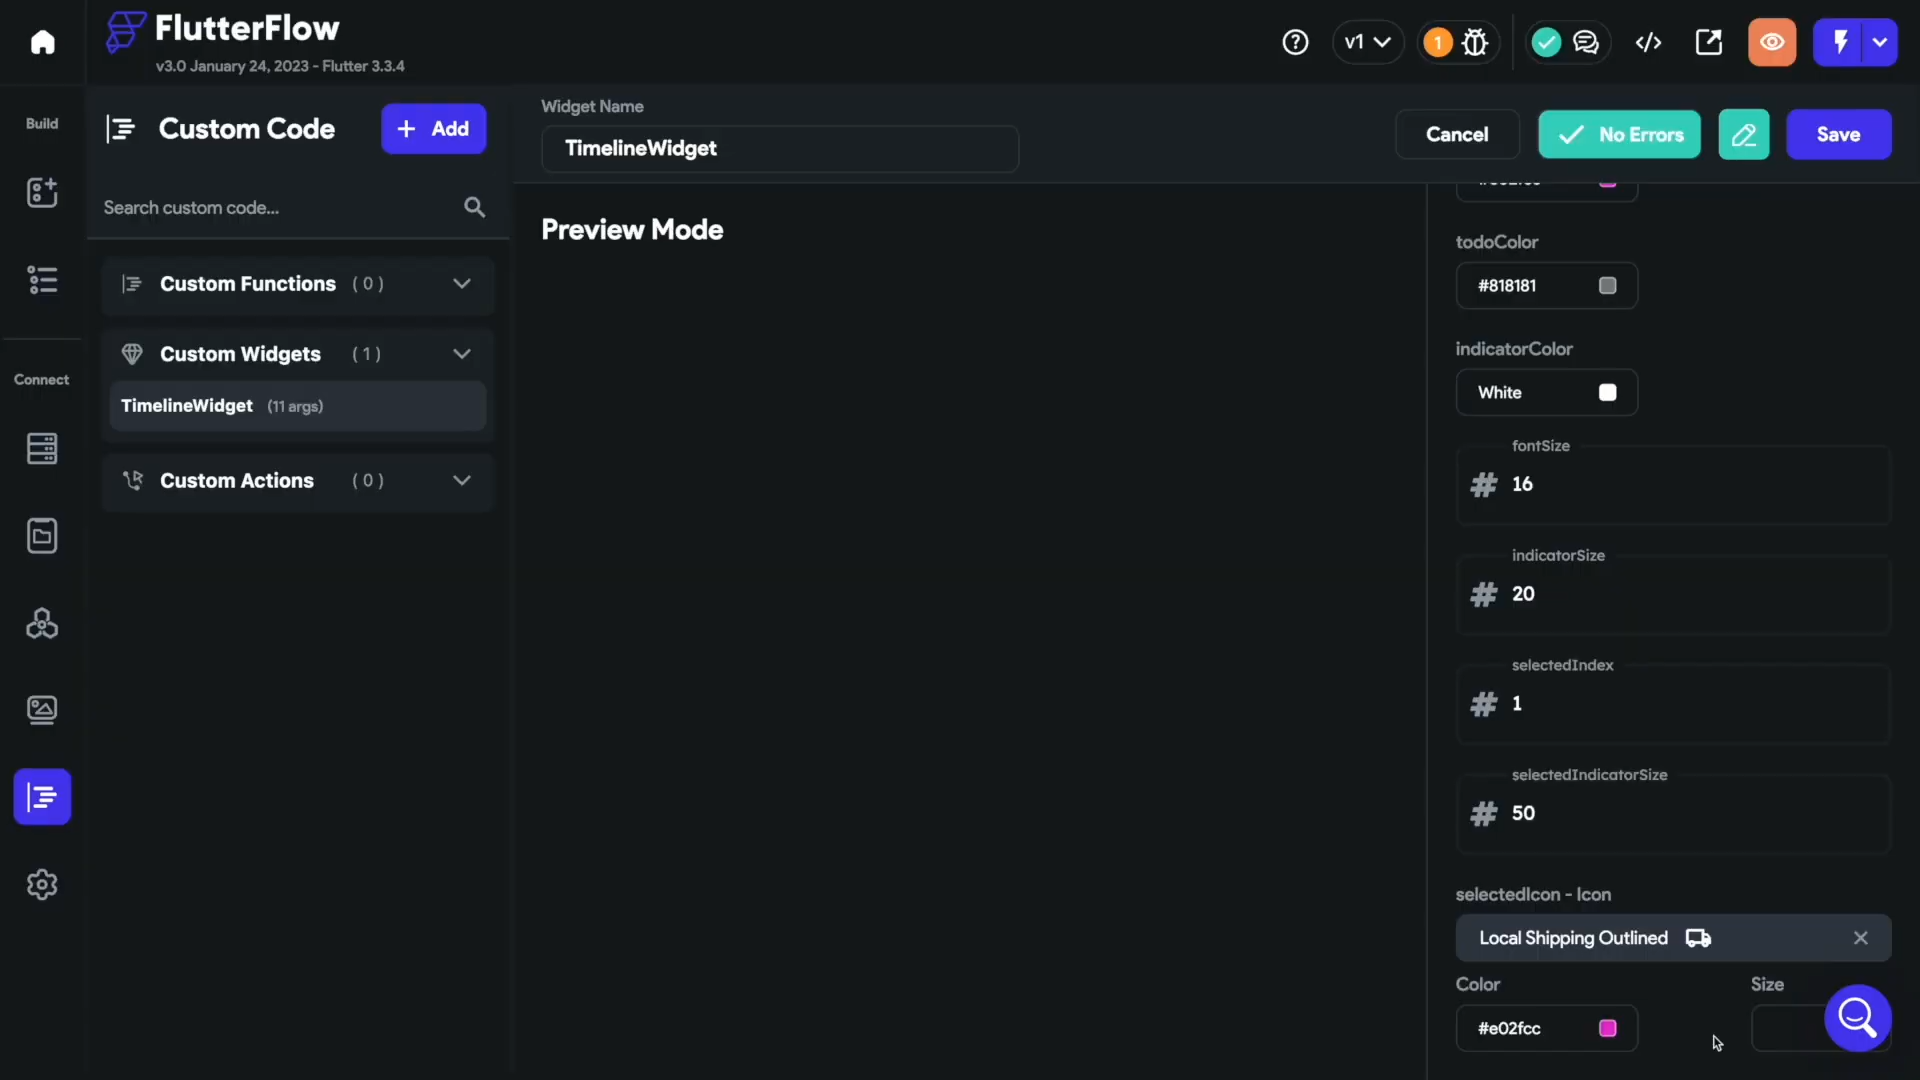 FlutterFlow
v3.0 January 24, 2023 - Flutter 3.3.4
v1
1
Build
Connect
Custom Code
+ Add
Search custom code...
Custom Functions ( 0 )
Custom Widgets ( 1 )
TimelineWidget (11 args)
Custom Actions ( 0 )
Widget Name
TimelineWidget
Cancel
No Errors
Save
Preview Mode
todoColor
#818181
indicatorColor
White
fontSize
# 16
indicatorSize
# 20
selectedIndex
# 1
selectedIndicatorSize
# 50
selectedIcon - Icon
Local Shipping Outlined
Color
Size
#e02fcc